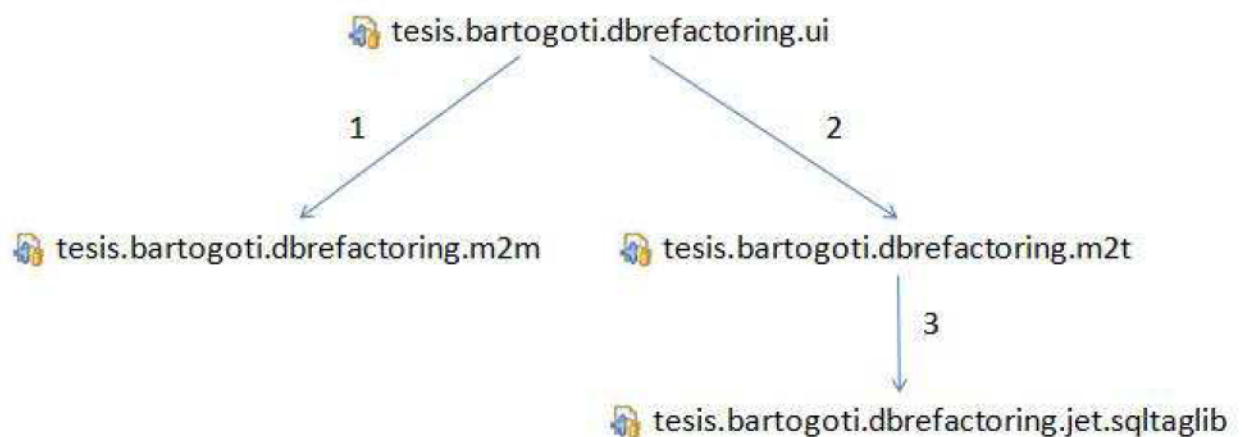 tesis.bartogoti.dbrefactoring.ui
1
2
tesis.bartogoti.dbrefactoring.m2m
tesis.bartogoti.dbrefactoring.m2t
3
tesis.bartogoti.dbrefactoring.jet.sqltaglib